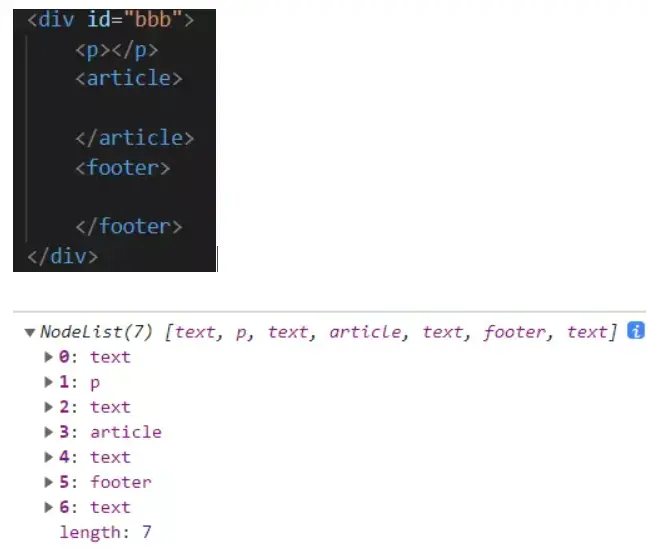 <div id="bbb">
<p></p>
<article>
</article>
<footer>
</footer>
</div>
NodeList(7) [text, p, text, article, text, footer, text] i
0: text
1: p
2: text
3: article
4: text
5: footer
6: text
length: 7